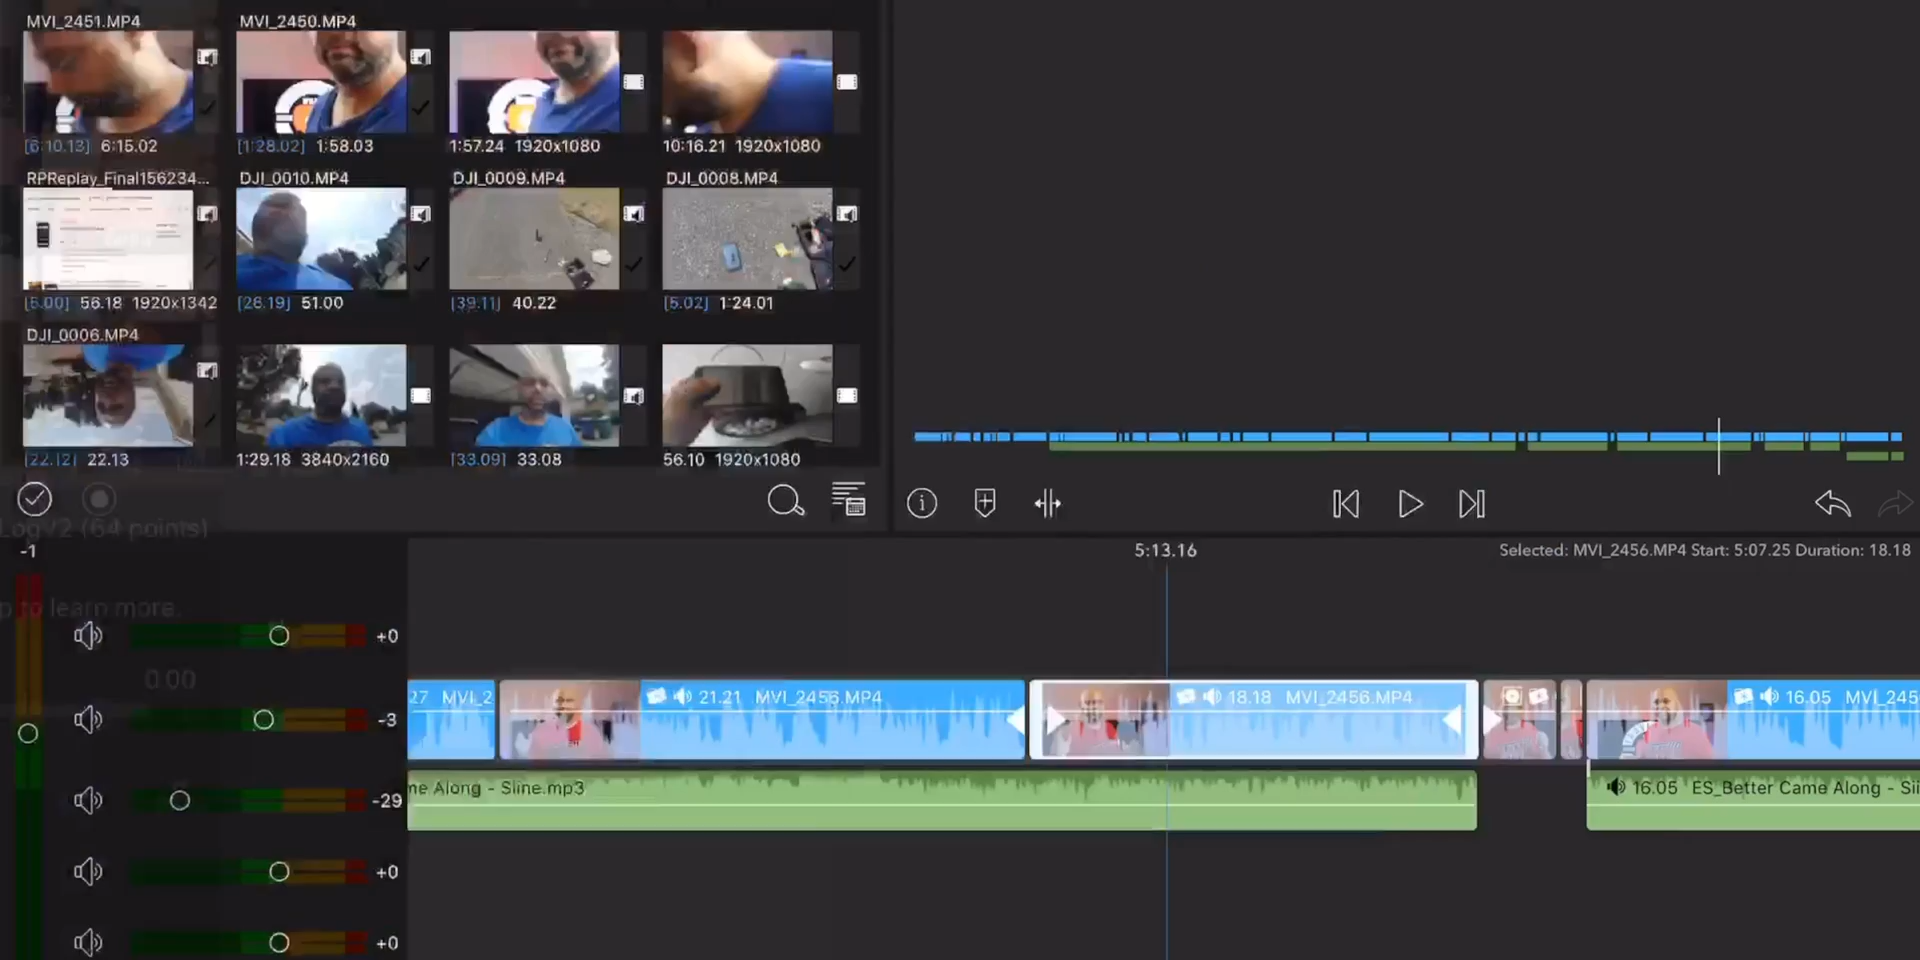 MVI_2451.MP4 MVI_2450.MP4
[6:10.13] 6:15.02 [1:28.02] 1:58.03 1:57.24 1920x1080 10:16.21 1920x1080
RPReplay_Final156234... DJI_0010.MP4 DJI_0009.MP4 DJI_0008.MP4
[5.00] 56.18 1920x1342 [26.19] 51.00 [39.11] 40.22 [5.02] 1:24.01
DJI_0006.MP4
[22.12] 22.13 1:29.18 3840x2160 [33.09] 33.08 56.10 1920x1080
LogV2 (64 points)
-1 5:13.16 Selected: MVI_2456.MP4 Start: 5:07.25 Duration: 18.18
p to learn more.
+0
0.00
27 MVI_2 21.21 MVI_2456.MP4 18.18 MVI_2456.MP4 16.05 MVI_245
-3
me Along - Siine.mp3 16.05 ES_Better Came Along - Sii
-29
+0
+0